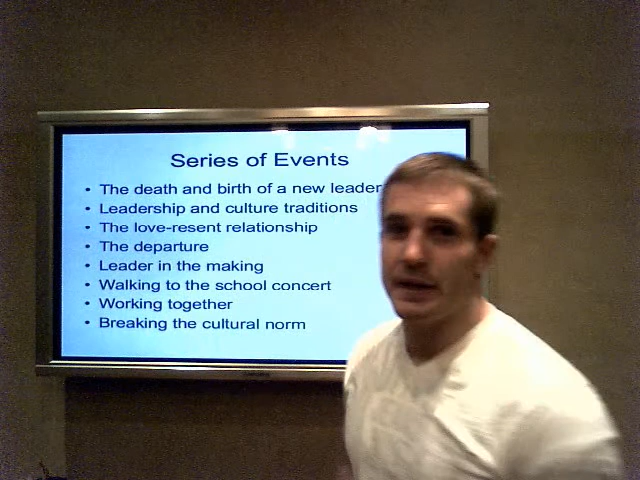 Series of Events
• The death and birth of a new leader
• Leadership and culture traditions
• The love-resent relationship
• The departure
• Leader in the making
• Walking to the school concert
• Working together
• Breaking the cultural norm